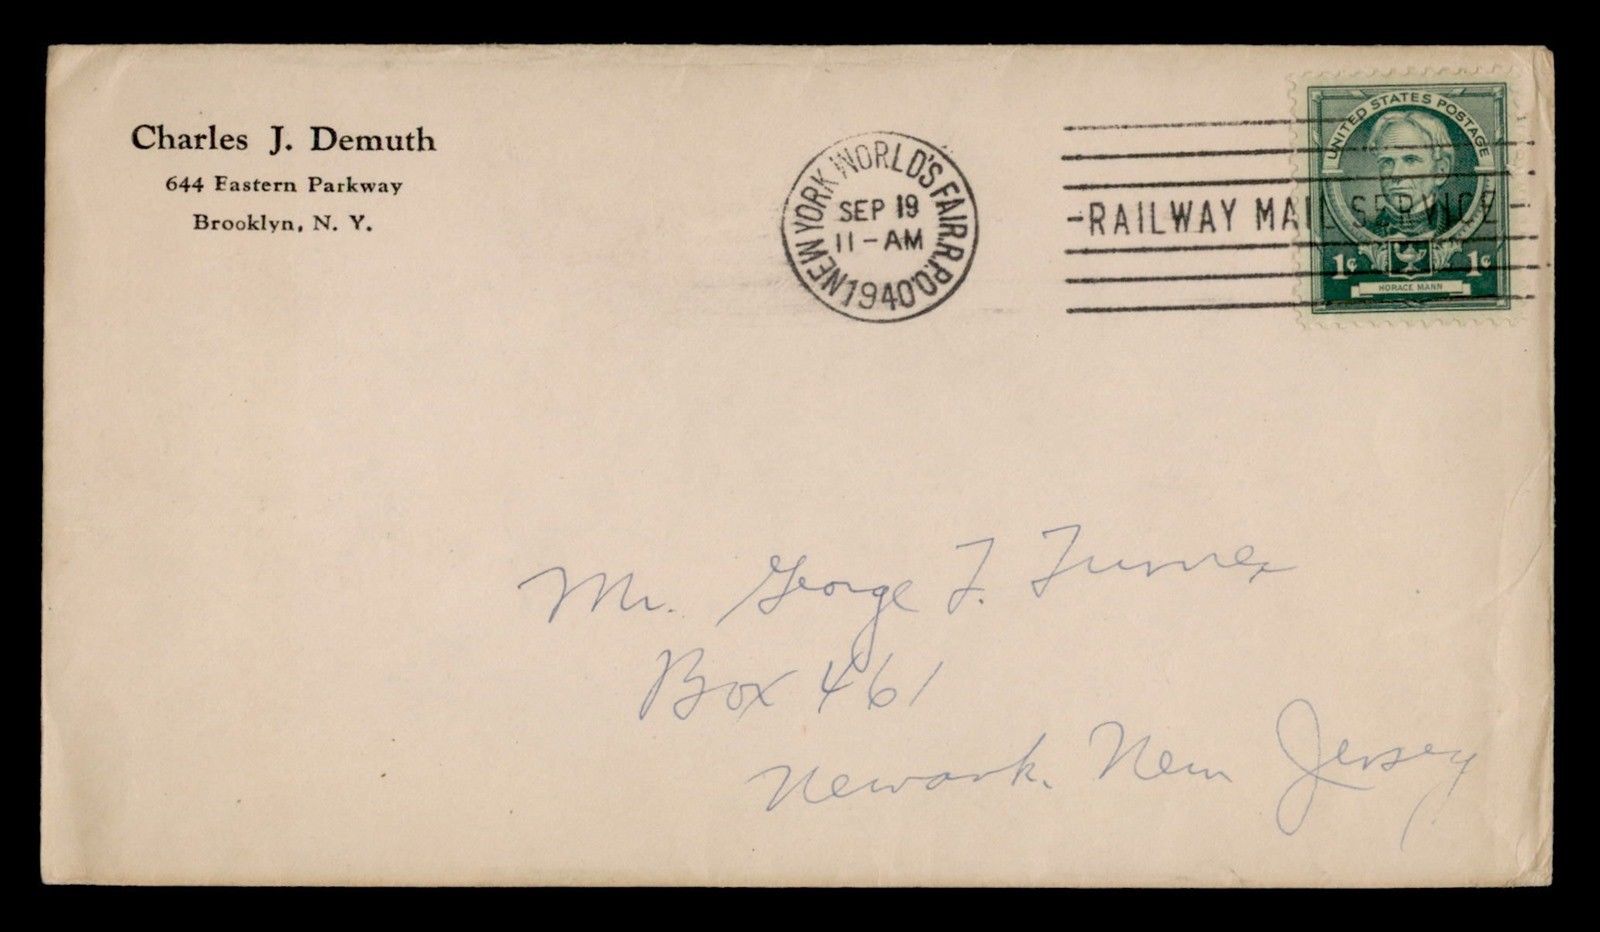 Charles J. Demuth
644 Eastern Parkway
Brooklyn, N. Y.
NEW YORK WORLD'S FAIR R.P.O.
SEP 19
11-AM
1940
-RAILWAY MAIL SERVICE-
UNITED STATES POSTAGE
1¢ 1¢
HORACE MANN
Mr. George F. Turner
Box 461
Newark, New Jersey